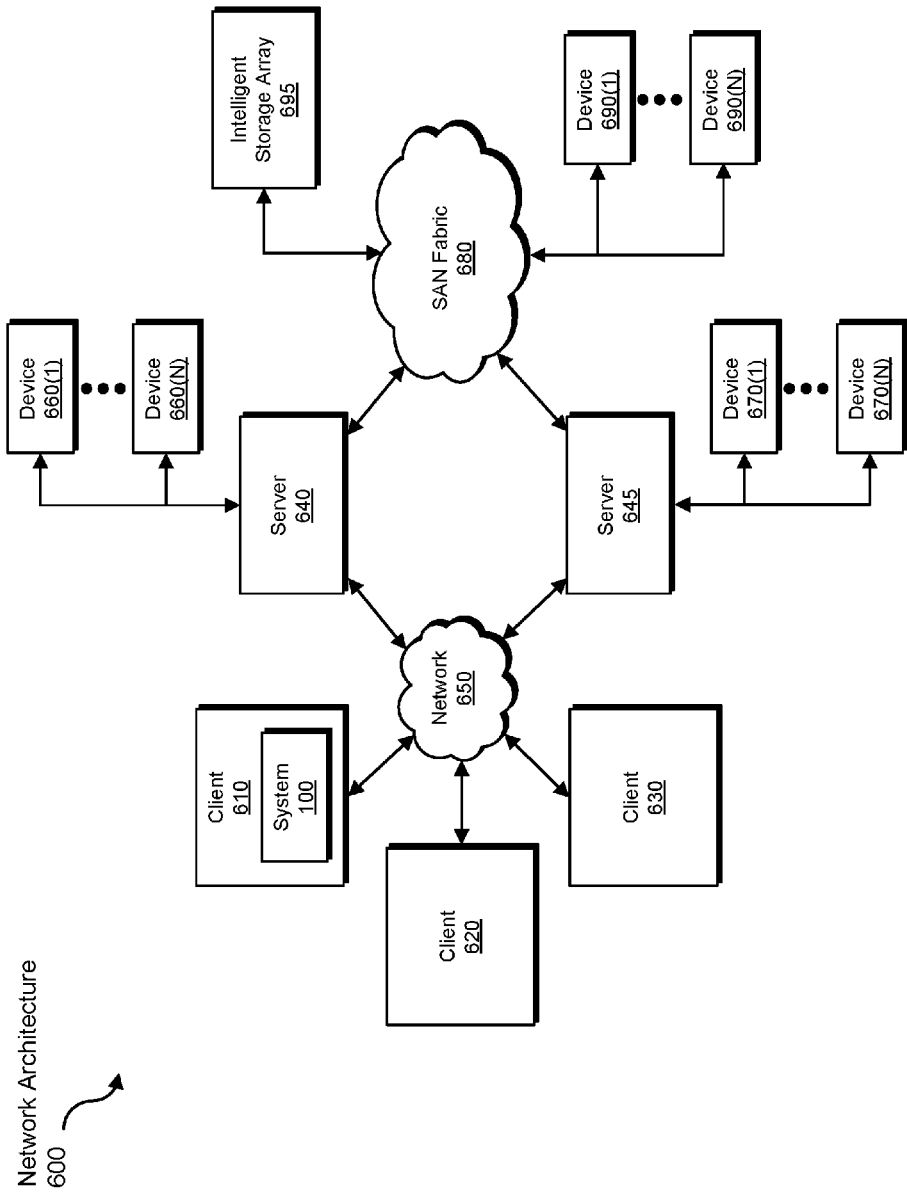 Network Architecture
600
Client
610
System
100
Client
620
Client
630
Network
650
Server
640
Server
645
Device
660(1)
Device
660(N)
Device
670(1)
Device
670(N)
SAN Fabric
680
Intelligent
Storage Array
695
Device
690(1)
Device
690(N)